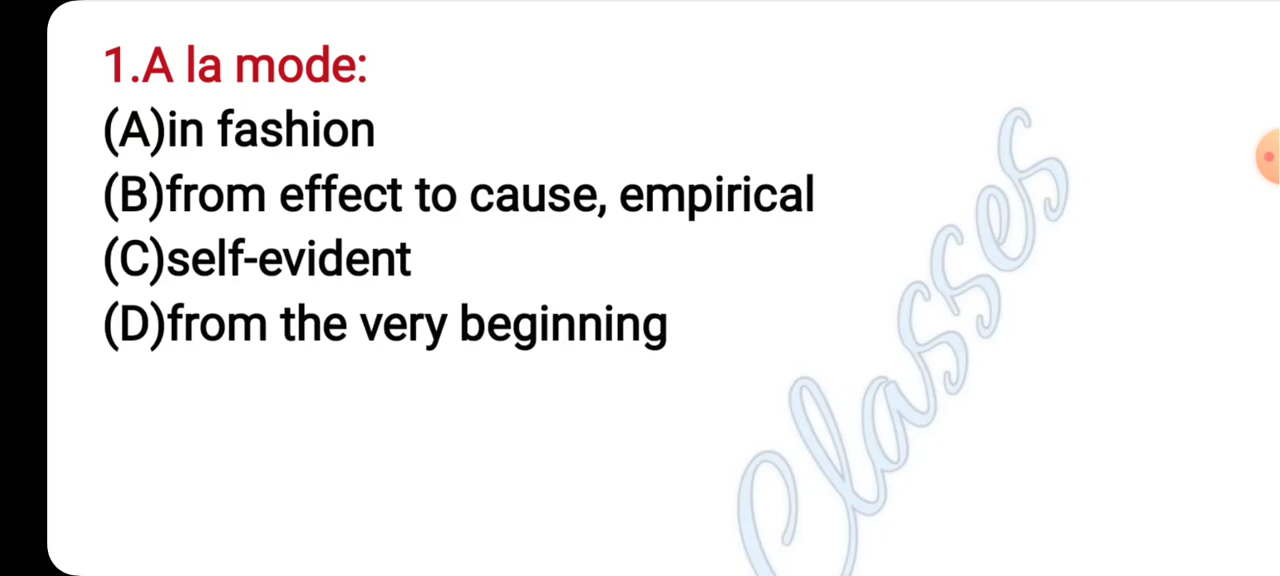 1.A la mode:
(A)in fashion
(B)from effect to cause, empirical
(C)self-evident
(D)from the very beginning
Classes